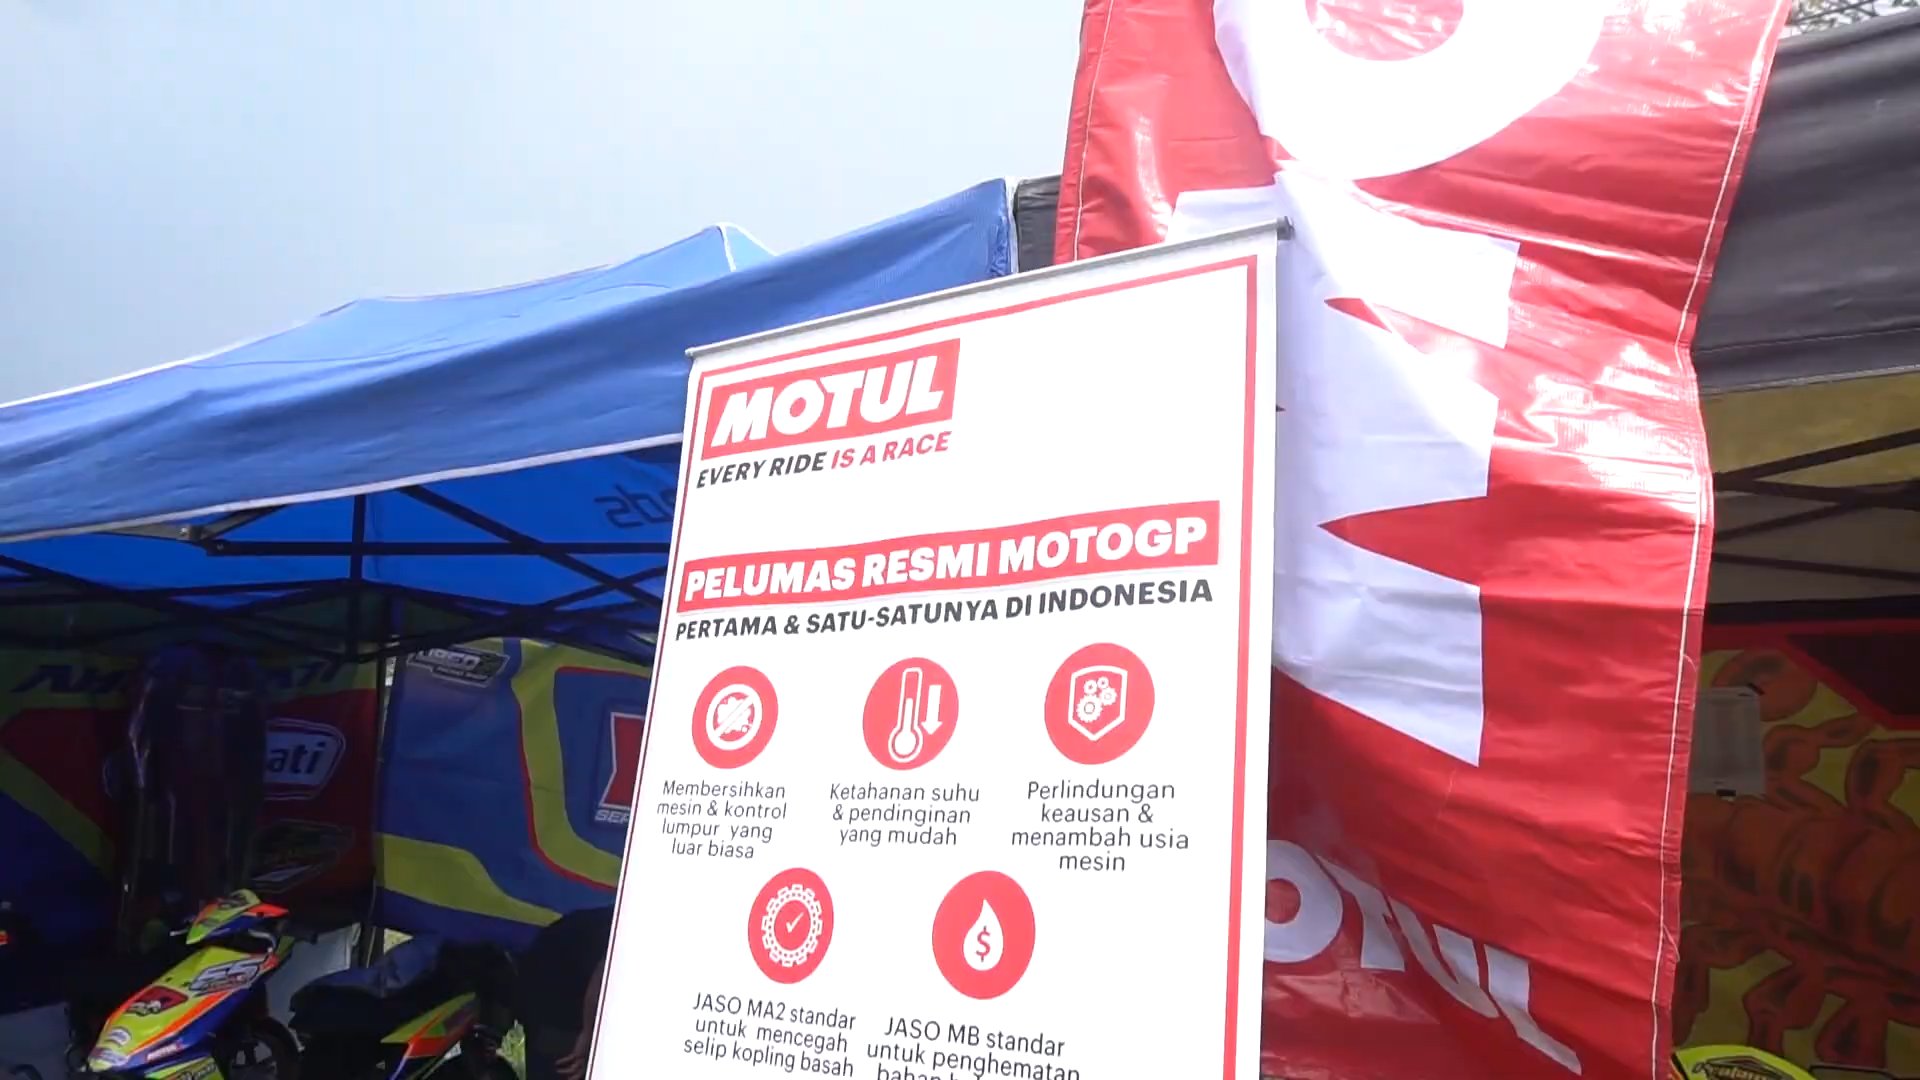 MOTUL
EVERY RIDE IS A RACE
PELUMAS RESMI MOTOGP
PERTAMA & SATU-SATUNYA DI INDONESIA
Membersihkan
mesin & kontrol
lumpur yang
luar biasa
Ketahanan suhu
& pendinginan
yang mudah
Perlindungan
keausan &
menambah usia
mesin
JASO MA2 standar
untuk mencegah
selip kopling basah
JASO MB standar
untuk penghematan
OTUL
ati